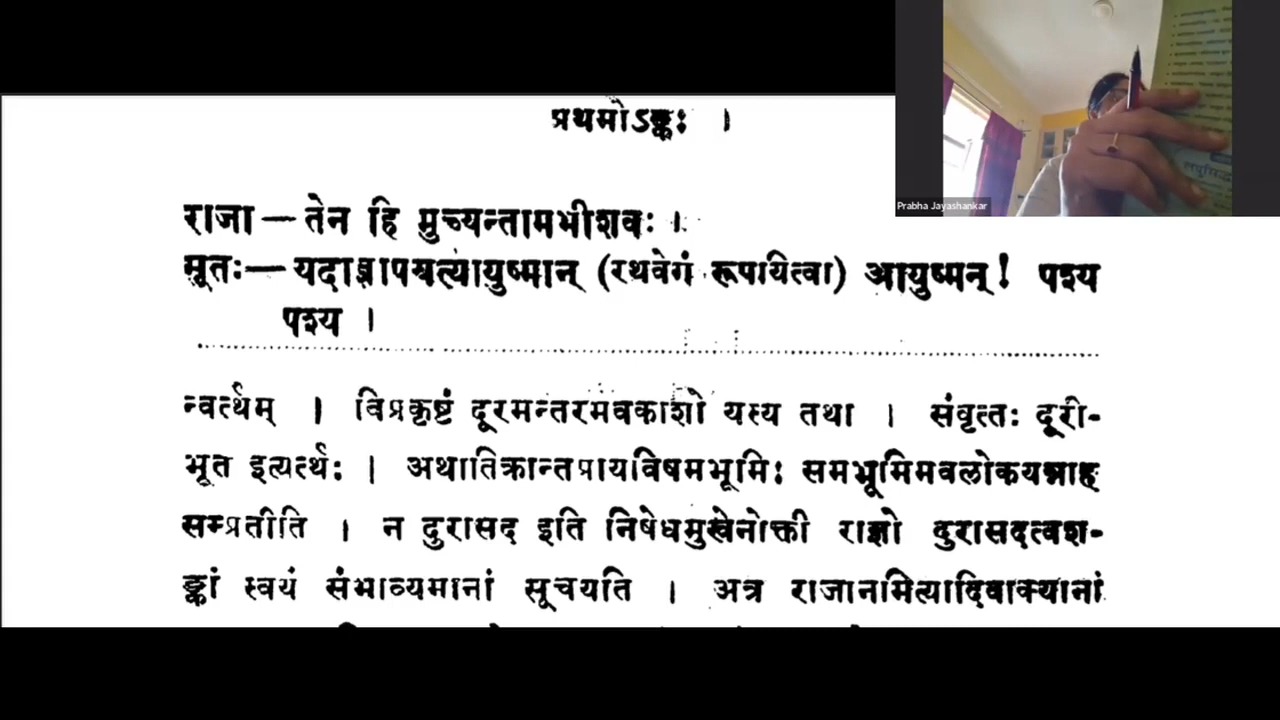 प्रथमोऽङ्कः ।
Prabha Jayashankar
राजा — तेन हि मुच्यन्तामभीशवः ।
सूतः — यदाज्ञापयत्यायुष्मान् (रथवेगं रूपयित्वा) आयुष्मन् ! पश्य
पश्य ।
न्वर्त्थम् । विप्रकृष्टं दूरमन्तरमवकाशो यस्य तथा । संवृत्तः दूरी-
भूत इत्यर्त्थः । अथातिक्रान्तप्रायविषमभूमिः समभूमिमवलोकयन्नाह
सम्प्रतीति । न दुरासद इति निषेधमुखेनोक्ती राज्ञो दुरासदत्वश-
ङ्कां स्वयं संभाव्यमानां सूचयति । अत्र राजानमित्यादिवाक्यानां